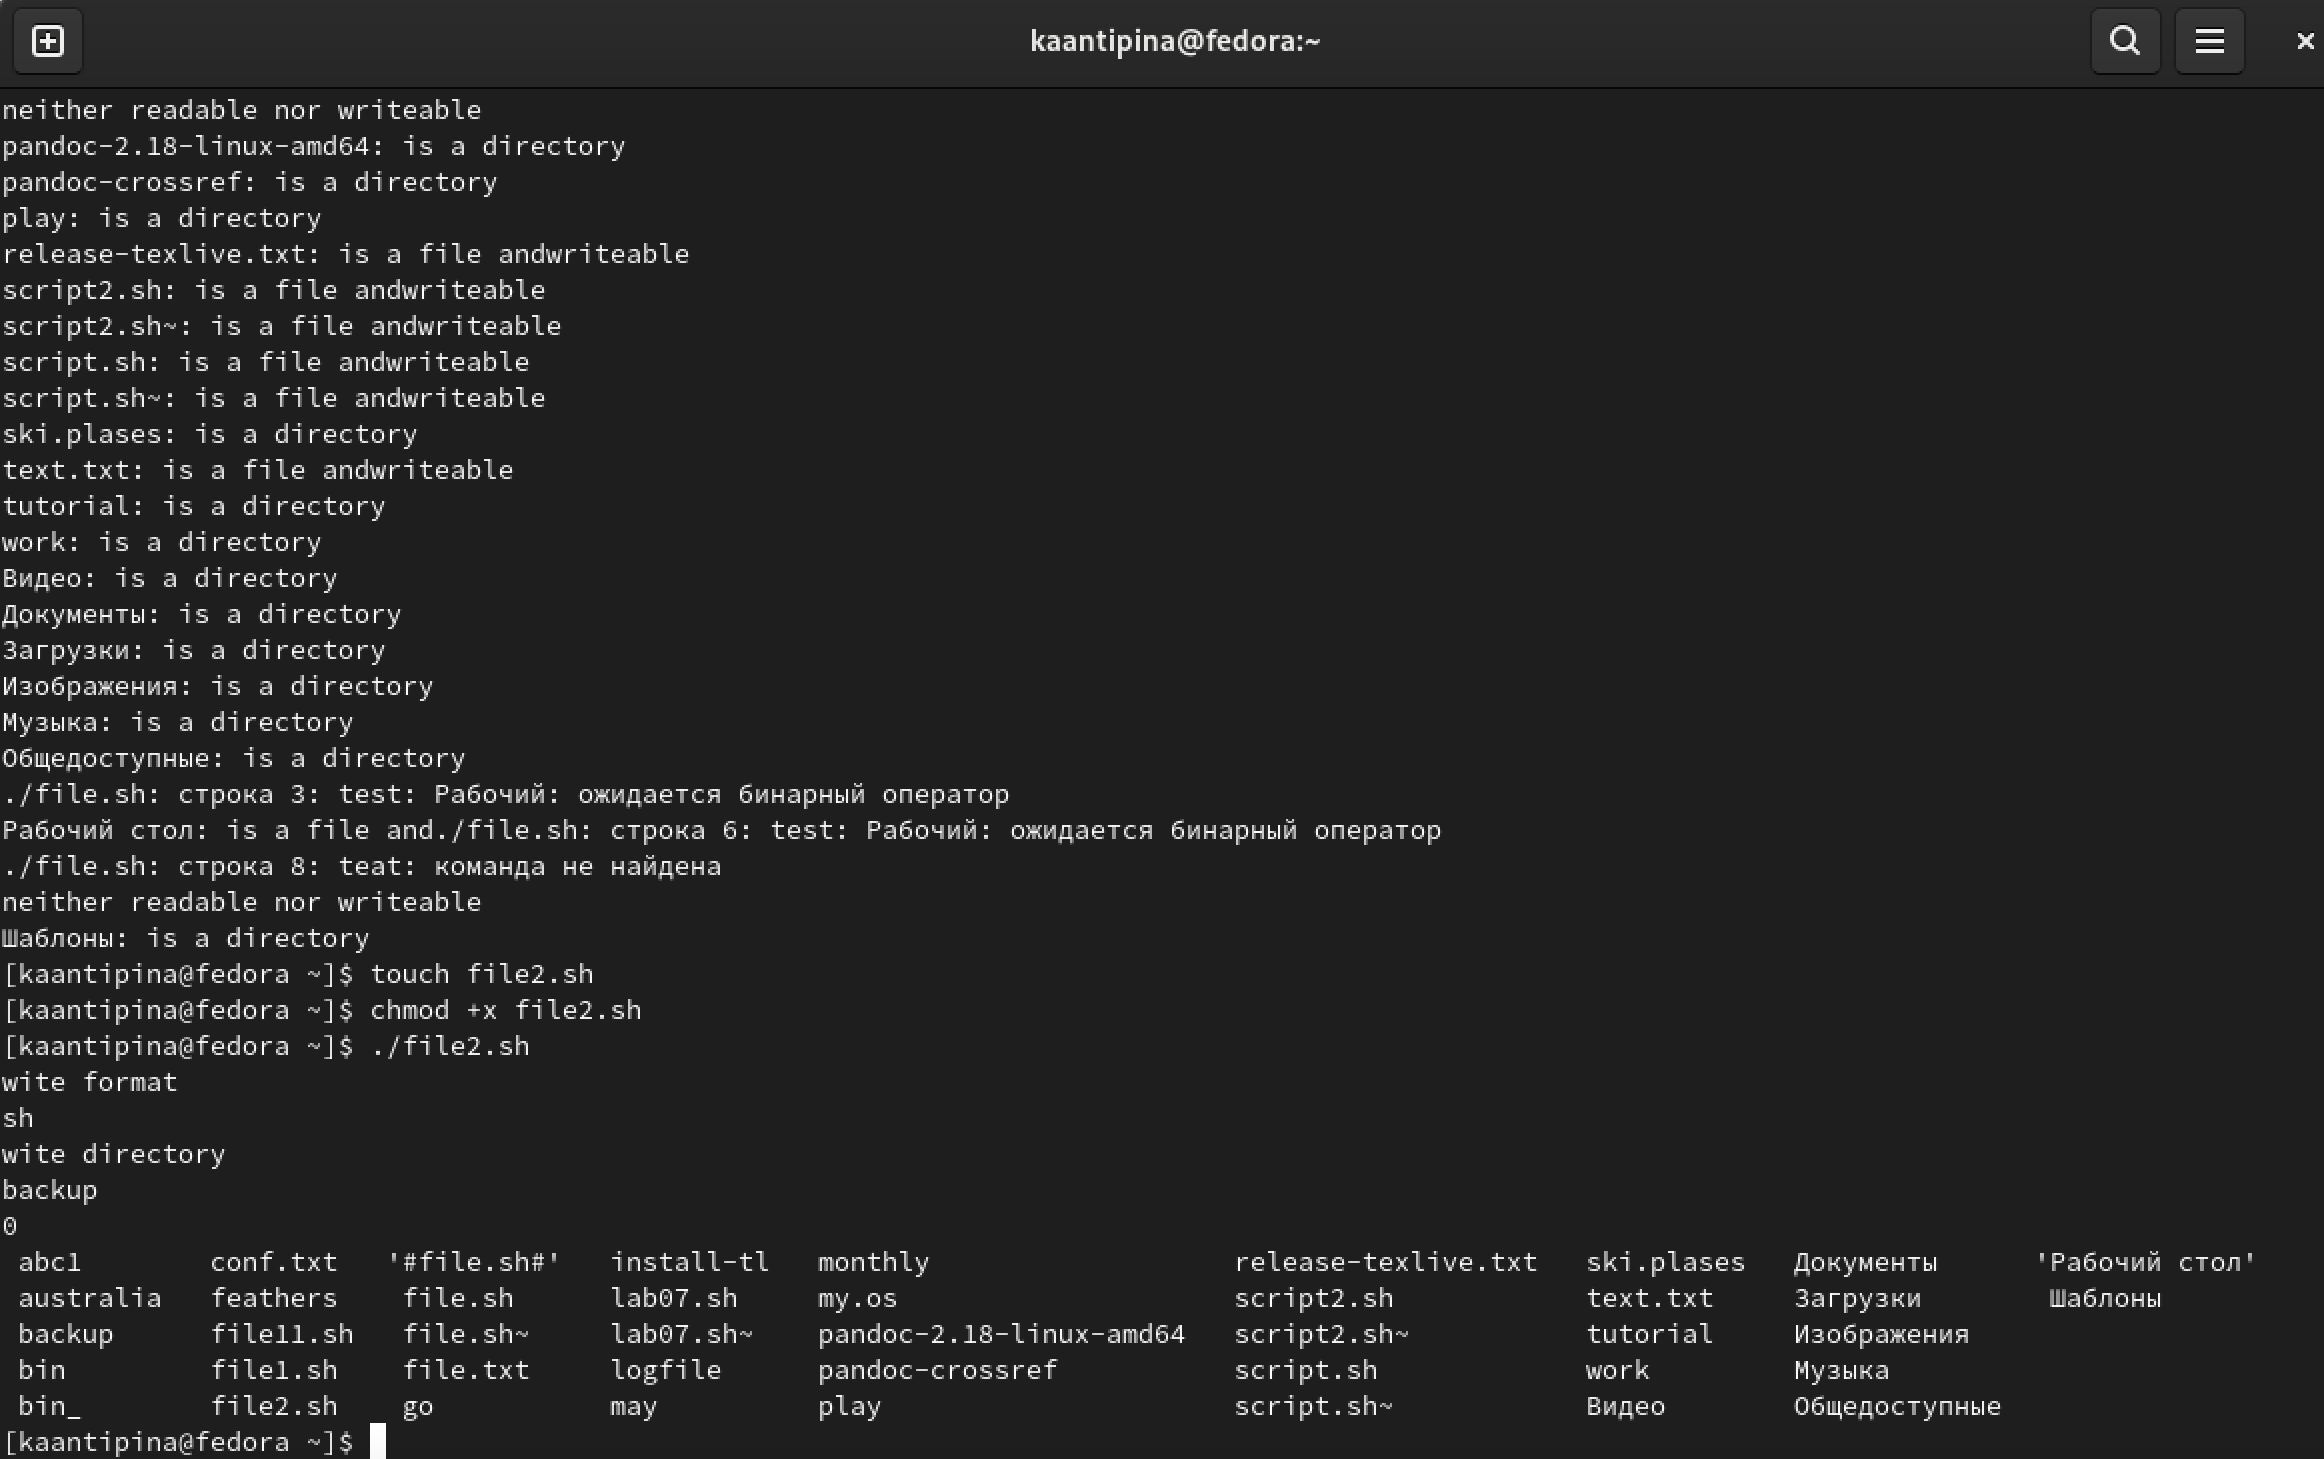 kaantipina@fedora:~
neither readable nor writeable
pandoc-2.18-linux-amd64: is a directory
pandoc-crossref: is a directory
play: is a directory
release-texlive.txt: is a file andwriteable
script2.sh: is a file andwriteable
script2.sh~: is a file andwriteable
script.sh: is a file andwriteable
script.sh~: is a file andwriteable
ski.plases: is a directory
text.txt: is a file andwriteable
tutorial: is a directory
work: is a directory
Видео: is a directory
Документы: is a directory
Загрузки: is a directory
Изображения: is a directory
Музыка: is a directory
Общедоступные: is a directory
./file.sh: строка 3: test: Рабочий: ожидается бинарный оператор
Рабочий стол: is a file and./file.sh: строка 6: test: Рабочий: ожидается бинарный оператор
./file.sh: строка 8: teat: команда не найдена
neither readable nor writeable
Шаблоны: is a directory
[kaantipina@fedora ~]$ touch file2.sh
[kaantipina@fedora ~]$ chmod +x file2.sh
[kaantipina@fedora ~]$ ./file2.sh
wite format
sh
wite directory
backup
0
abc1 conf.txt '#file.sh#' install-tl monthly release-texlive.txt ski.plases Документы 'Рабочий стол'
australia feathers file.sh lab07.sh my.os script2.sh text.txt Загрузки Шаблоны
backup file11.sh file.sh~ lab07.sh~ pandoc-2.18-linux-amd64 script2.sh~ tutorial Изображения
bin file1.sh file.txt logfile pandoc-crossref script.sh work Музыка
bin_ file2.sh go may play script.sh~ Видео Общедоступные
[kaantipina@fedora ~]$